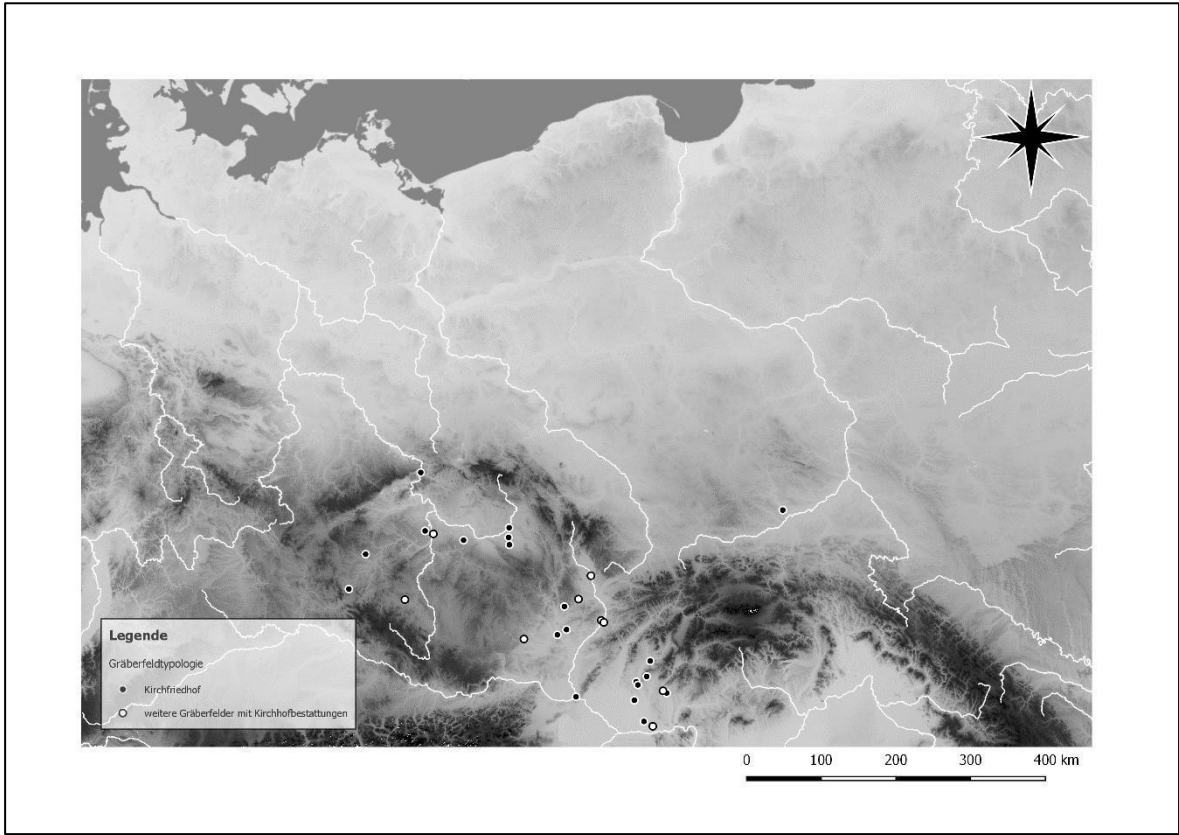 Legende
Gräberfeldtypologie
Kirchfriedhof
weitere Gräberfelder mit Kirchhofbestattungen
0 100 200 300 400 km